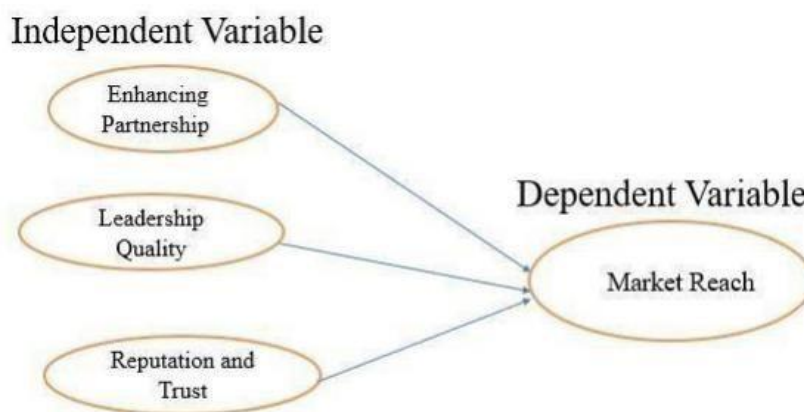 Independent Variable
Enhancing
Partnership
Leadership
Quality
Dependent Variable
Market Reach
Reputation and
Trust